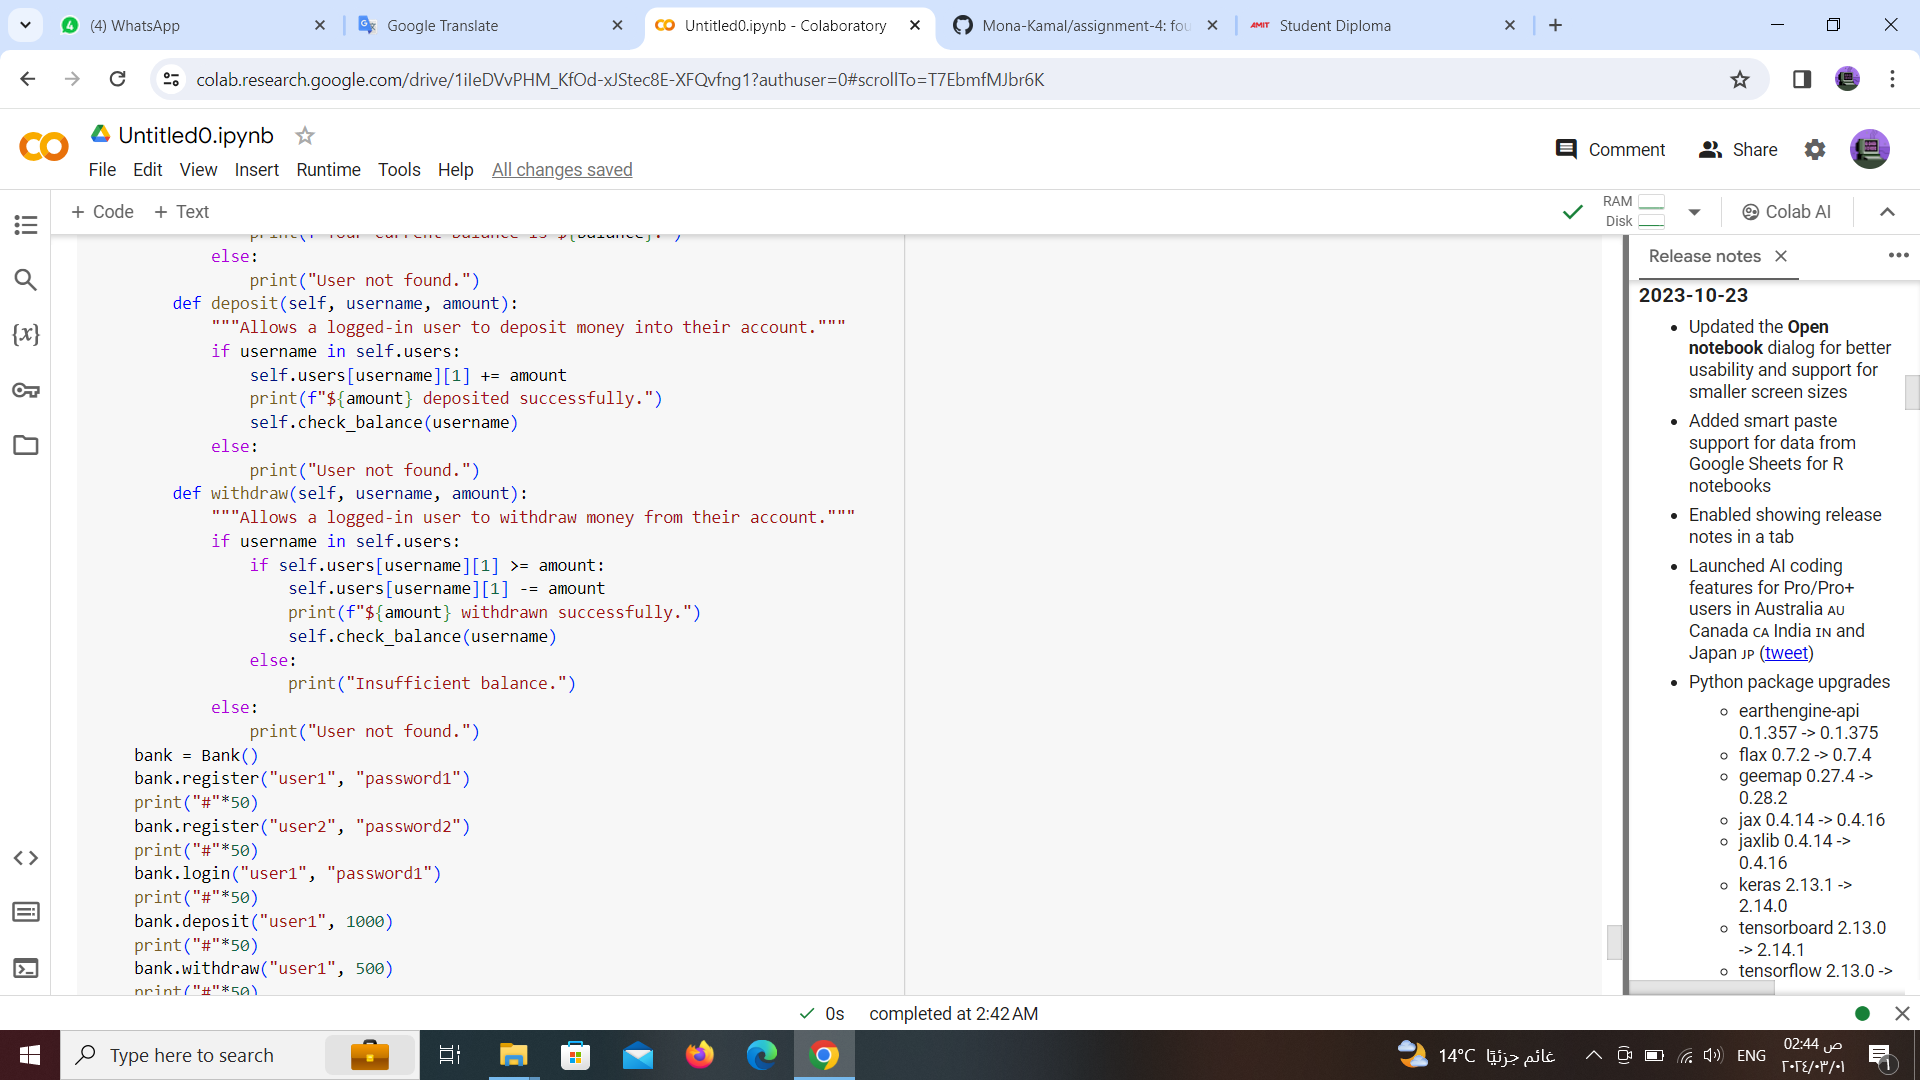 (4) WhatsApp
Google Translate
Untitled0.ipynb - Colaboratory
Mona-Kamal/assignment-4: fou
AMIT Student Diploma
colab.research.google.com/drive/1iIeDVvPHM_KfOd-xJStec8E-XFQvfng1?authuser=0#scrollTo=T7EbmfMJbr6K
Untitled0.ipynb
File Edit View Insert Runtime Tools Help All changes saved
Comment Share
+ Code + Text
RAM
Disk
Colab AI
print(f"Your current balance is ${balance}.")
else:
print("User not found.")
def deposit(self, username, amount):
"""Allows a logged-in user to deposit money into their account."""
if username in self.users:
self.users[username][1] += amount
print(f"${amount} deposited successfully.")
self.check_balance(username)
else:
print("User not found.")
def withdraw(self, username, amount):
"""Allows a logged-in user to withdraw money from their account."""
if username in self.users:
if self.users[username][1] >= amount:
self.users[username][1] -= amount
print(f"${amount} withdrawn successfully.")
self.check_balance(username)
else:
print("Insufficient balance.")
else:
print("User not found.")
bank = Bank()
bank.register("user1", "password1")
print("#"*50)
bank.register("user2", "password2")
print("#"*50)
bank.login("user1", "password1")
print("#"*50)
bank.deposit("user1", 1000)
print("#"*50)
bank.withdraw("user1", 500)
print("#"*50)
Release notes
2023-10-23
Updated the Open
notebook dialog for better
usability and support for
smaller screen sizes
Added smart paste
support for data from
Google Sheets for R
notebooks
Enabled showing release
notes in a tab
Launched AI coding
features for Pro/Pro+
users in Australia AU
Canada CA India IN and
Japan JP (tweet)
Python package upgrades
earthengine-api
0.1.357 -> 0.1.375
flax 0.7.2 -> 0.7.4
geemap 0.27.4 ->
0.28.2
jax 0.4.14 -> 0.4.16
jaxlib 0.4.14 ->
0.4.16
keras 2.13.1 ->
2.14.0
tensorboard 2.13.0
-> 2.14.1
tensorflow 2.13.0 ->
0s completed at 2:42 AM
Type here to search
14°C غائم جزئيًا
ENG
02:44 ص
٢٠٢٤/٠٣/٠١
١